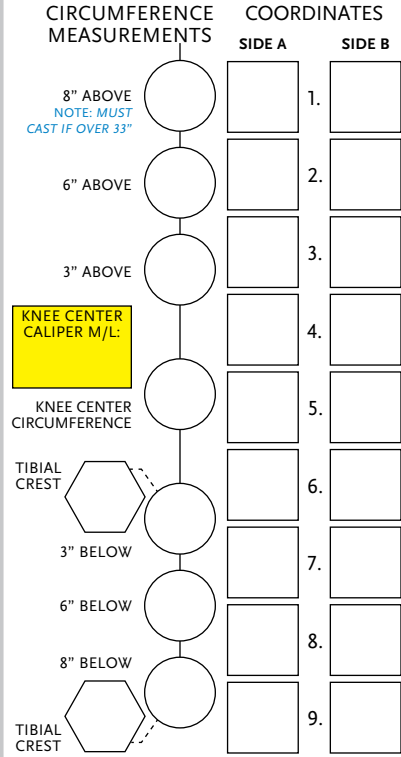 CIRCUMFERENCE
MEASUREMENTS
8” ABOVE
NOTE: MUST
CAST IF OVER 33”
6” ABOVE
3” ABOVE
KNEE CENTER
CALIPER M/L:
KNEE CENTER
CIRCUMFERENCE
TIBIAL
CREST
3” BELOW
6” BELOW
8” BELOW
TIBIAL
CREST
COORDINATES
SIDE A SIDE B
1.
2.
3.
4.
5.
6.
7.
8.
9.